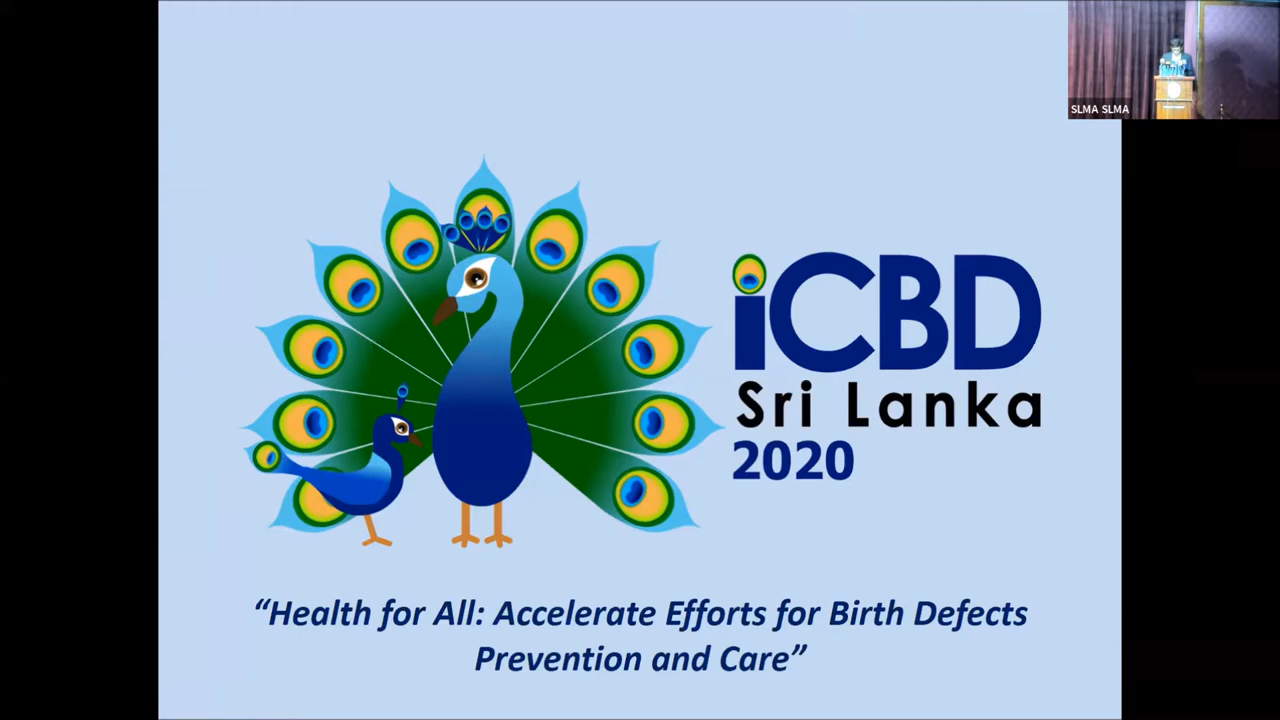 SLMA SLMA
iCBD
Sri Lanka
2020
“Health for All: Accelerate Efforts for Birth Defects
Prevention and Care”